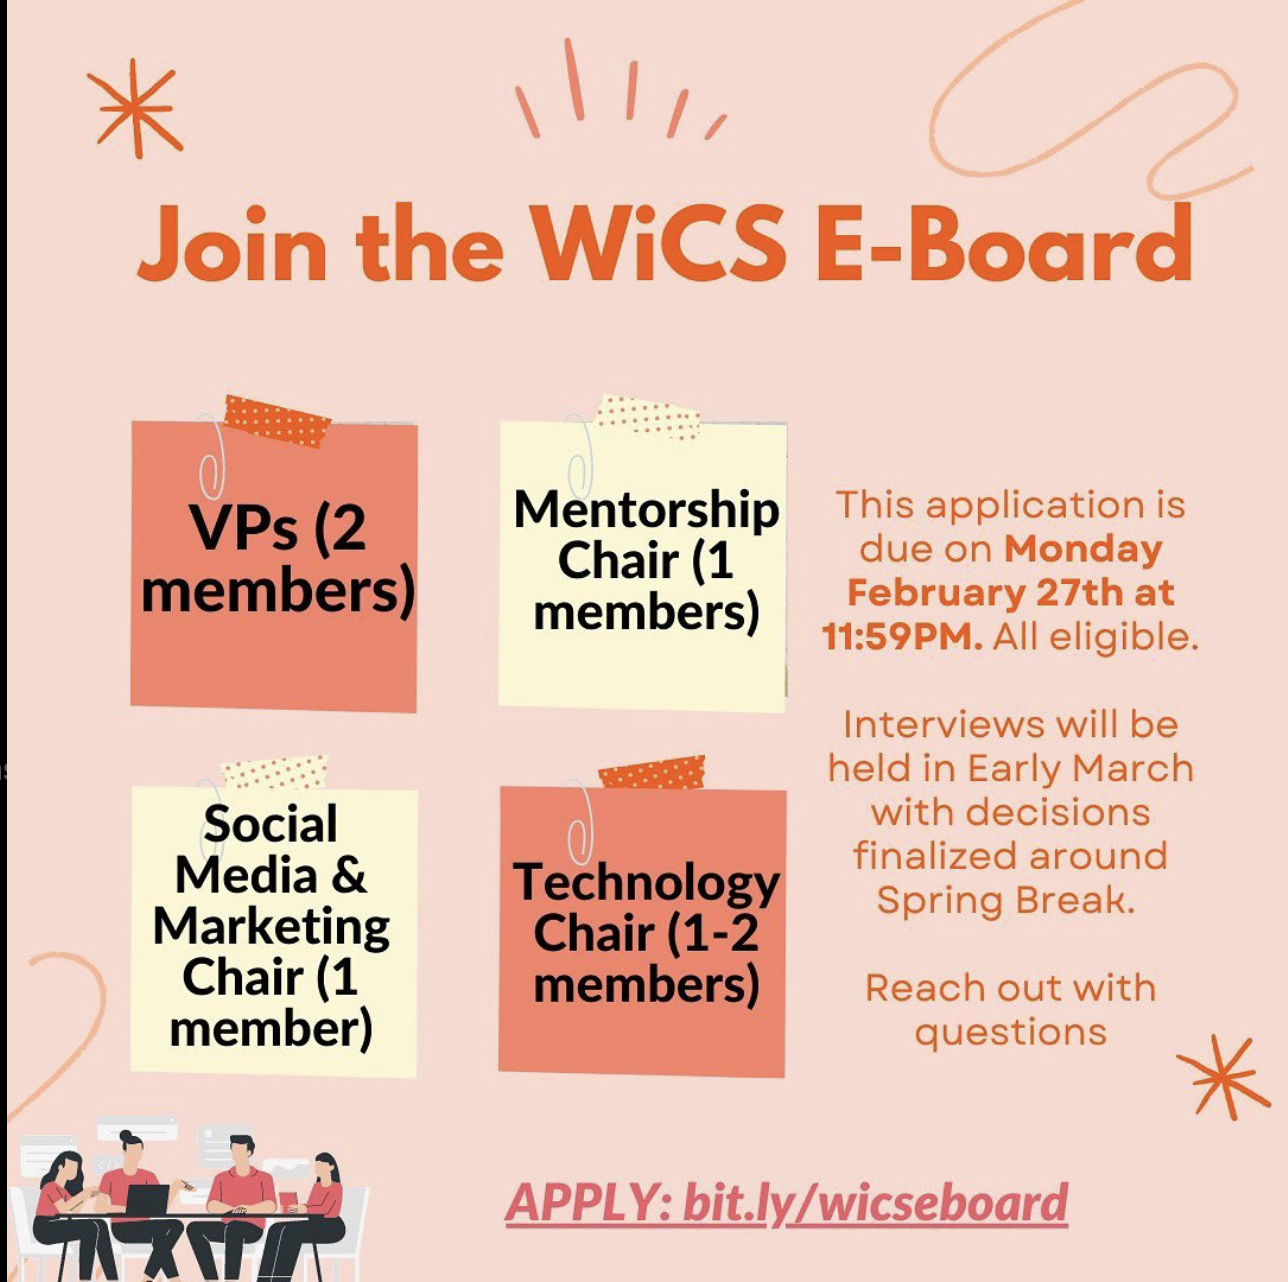 Join the WiCS E-Board
VPs (2
members)
Mentorship
Chair (1
members)
Social
Media &
Marketing
Chair (1
member)
Technology
Chair (1-2
members)
This application is
due on Monday
February 27th at
11:59PM. All eligible.
Interviews will be
held in Early March
with decisions
finalized around
Spring Break.
Reach out with
questions
APPLY: bit.ly/wicseboard